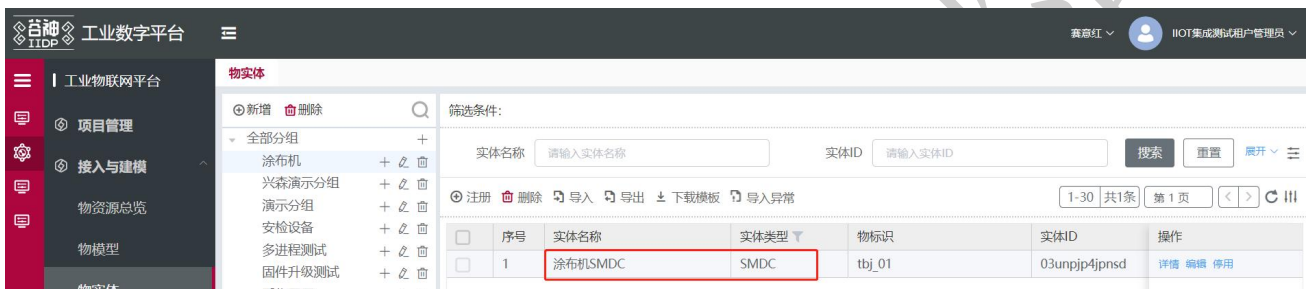 谷神 IIDP 工业数字平台 赛意红 IIOT集成测试租户管理员
工业物联网平台 物实体
新增 删除 筛选条件:
项目管理 全部分组
涂布机 实体名称 请输入实体名称 实体ID 请输入实体ID 搜索 重置 展开
接入与建模 兴森演示分组
物资源总览 演示分组 注册 删除 导入 导出 下载模板 导入异常 1-30 共1条 第 1 页
安检设备
物模型 多进程测试 序号 实体名称 实体类型 物标识 实体ID 操作
固件升级测试 1 涂布机SMDC SMDC tbj_01 03unpjp4jpnsd 详情 编辑 停用
物实体